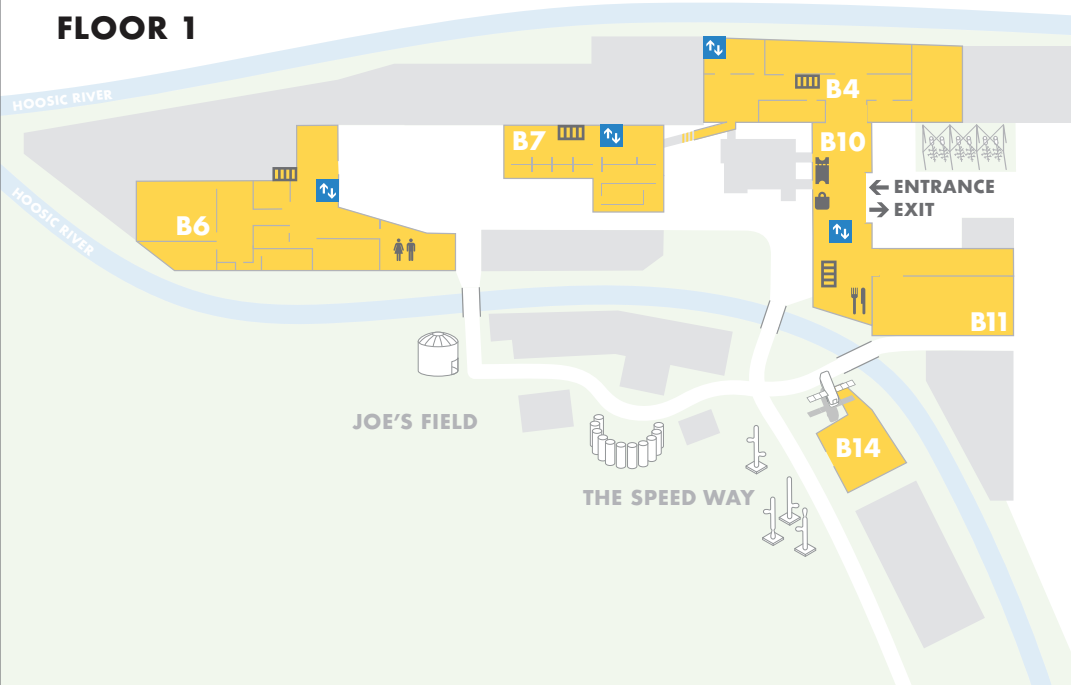 FLOOR 1
HOOSIC RIVER
B4
B7
B10
ENTRANCE
EXIT
HOOSIC RIVER
B6
B11
JOE'S FIELD
B14
THE SPEED WAY